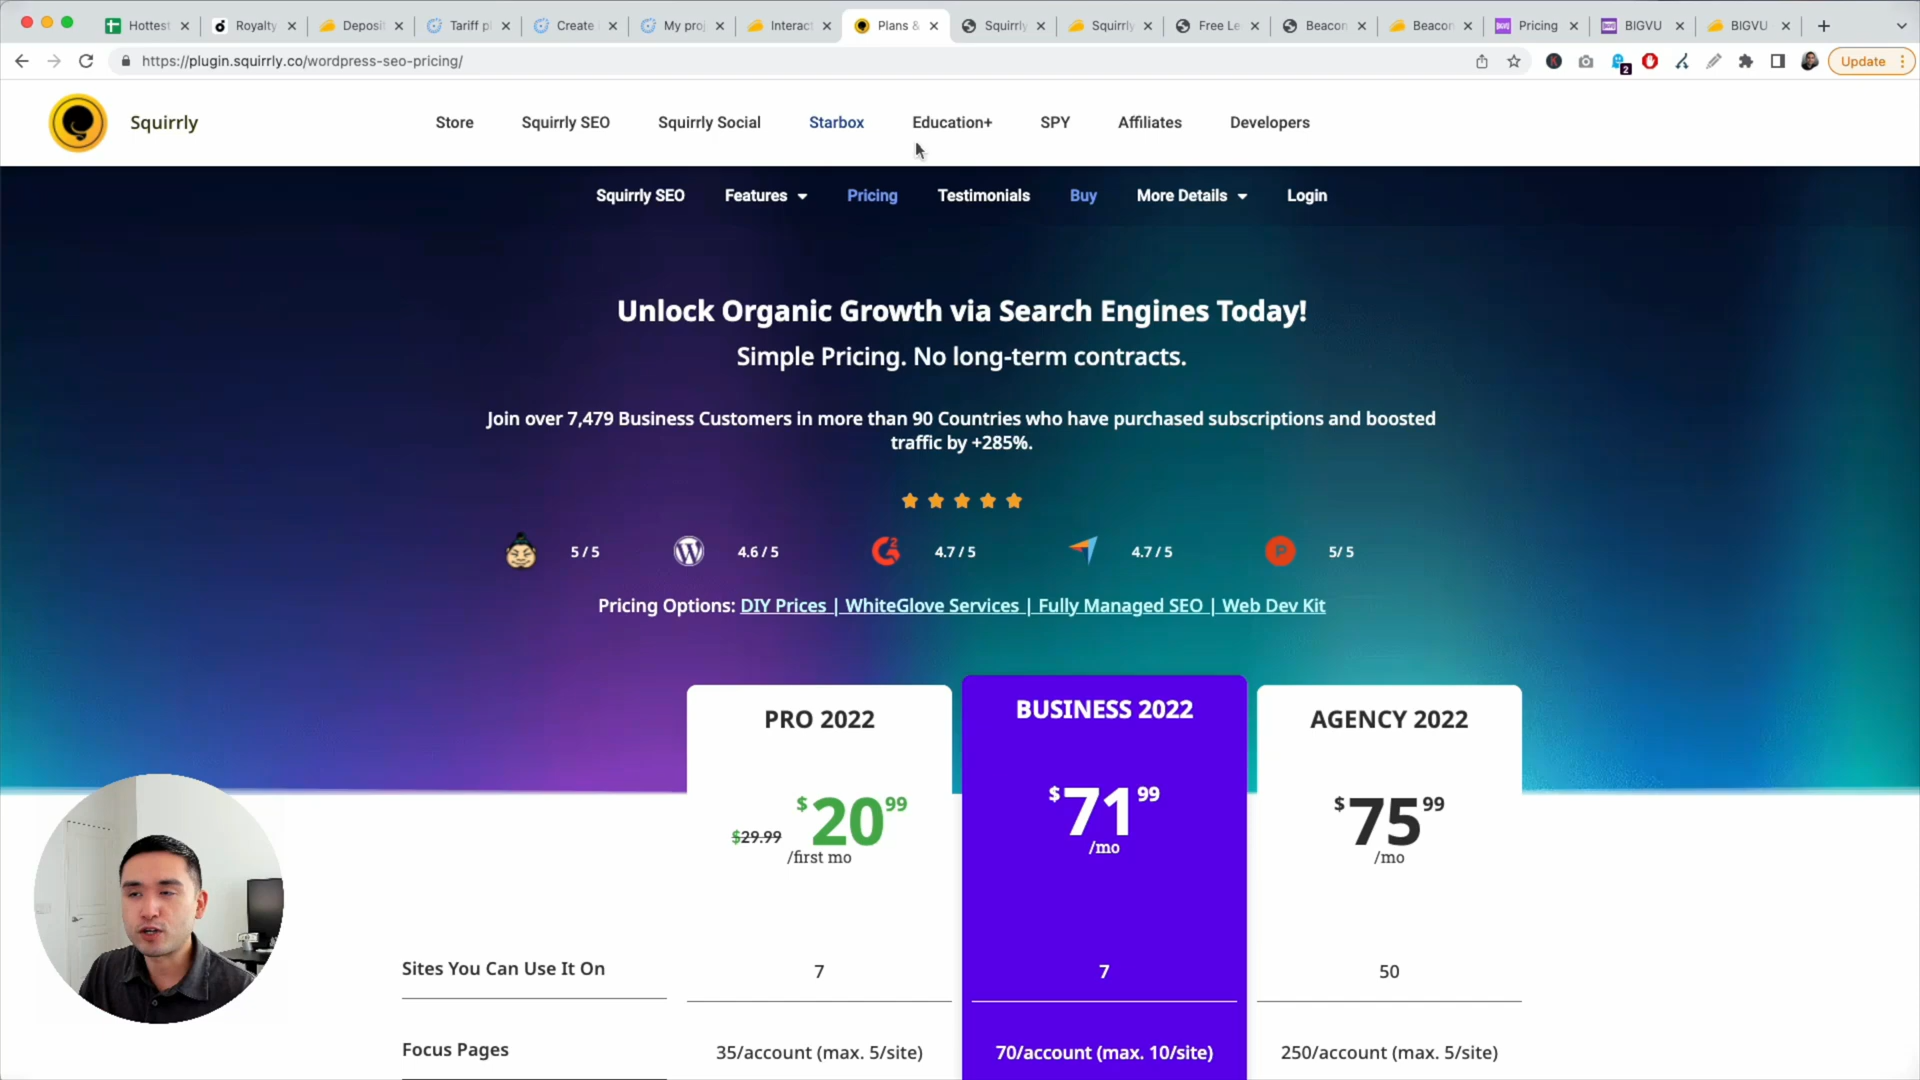 Hottest
Royalty
Deposit
Tariff pl
Create
My proj
Interact
Plans &
Squirrly
Squirrly
Free Le
Beacon
Beacon
Pricing
BIGVU
BIGVU
https://plugin.squirrly.co/wordpress-seo-pricing/
2
Update
Squirrly
Store
Squirrly SEO
Squirrly Social
Starbox
Education+
SPY
Affiliates
Developers
Squirrly SEO
Features
Pricing
Testimonials
Buy
More Details
Login
Unlock Organic Growth via Search Engines Today!
Simple Pricing. No long-term contracts.
Join over 7,479 Business Customers in more than 90 Countries who have purchased subscriptions and boosted
traffic by +285%.
5 / 5
4.6 / 5
4.7 / 5
4.7 / 5
5/ 5
Pricing Options: DIY Prices | WhiteGlove Services | Fully Managed SEO | Web Dev Kit
PRO 2022
BUSINESS 2022
AGENCY 2022
$29.99 $20.99
/first mo
$71.99
/mo
$75.99
/mo
Sites You Can Use It On
7
7
50
Focus Pages
35/account (max. 5/site)
70/account (max. 10/site)
250/account (max. 5/site)